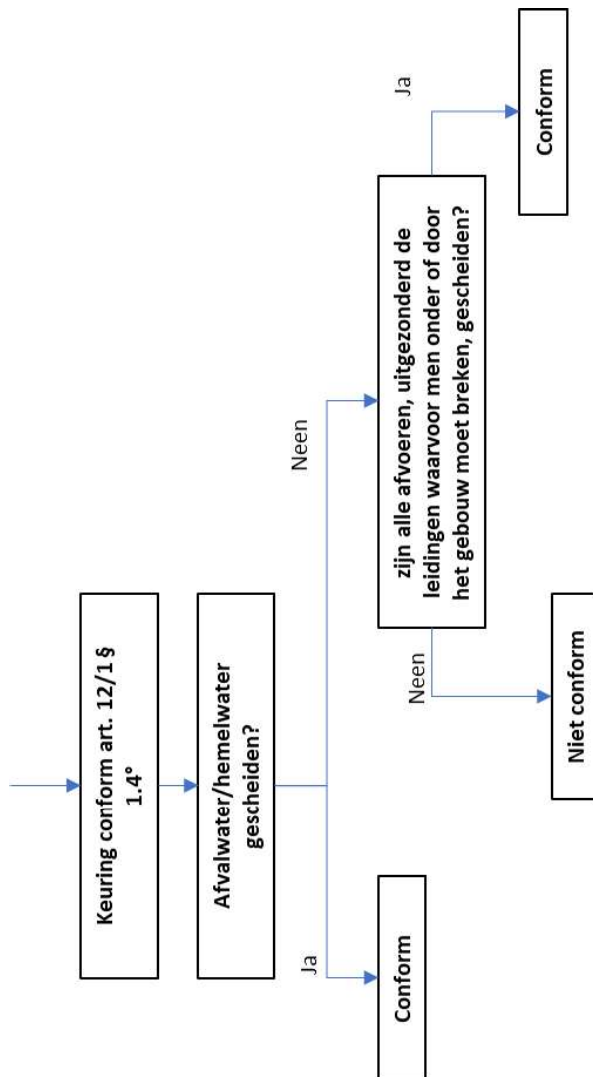 Keuring conform art. 12/1 §
1.4°
Afvalwater/hemelwater
gescheiden?
Ja
Neen
Conform
zijn alle afvoeren, uitgezonderd de
leidingen waarvoor men onder of door
het gebouw moet breken, gescheiden?
Neen
Ja
Niet conform
Conform